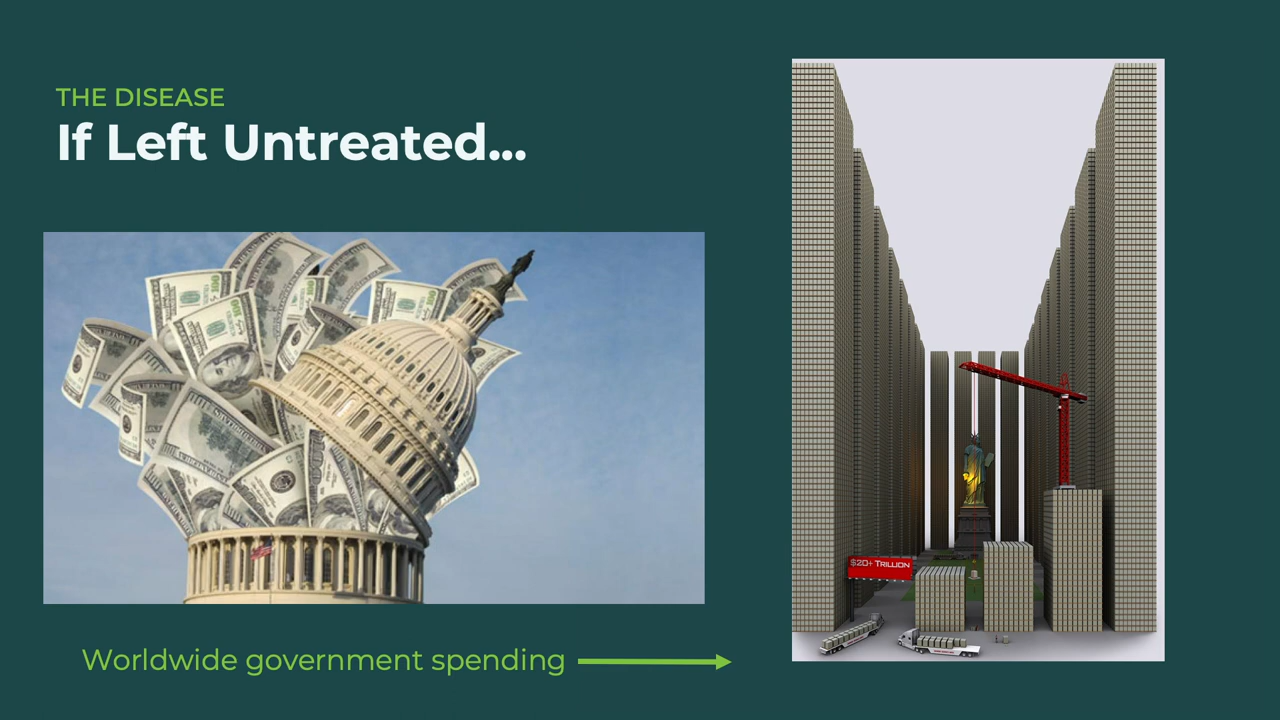 THE DISEASE
If Left Untreated...
$20+ TRILLION
Worldwide government spending